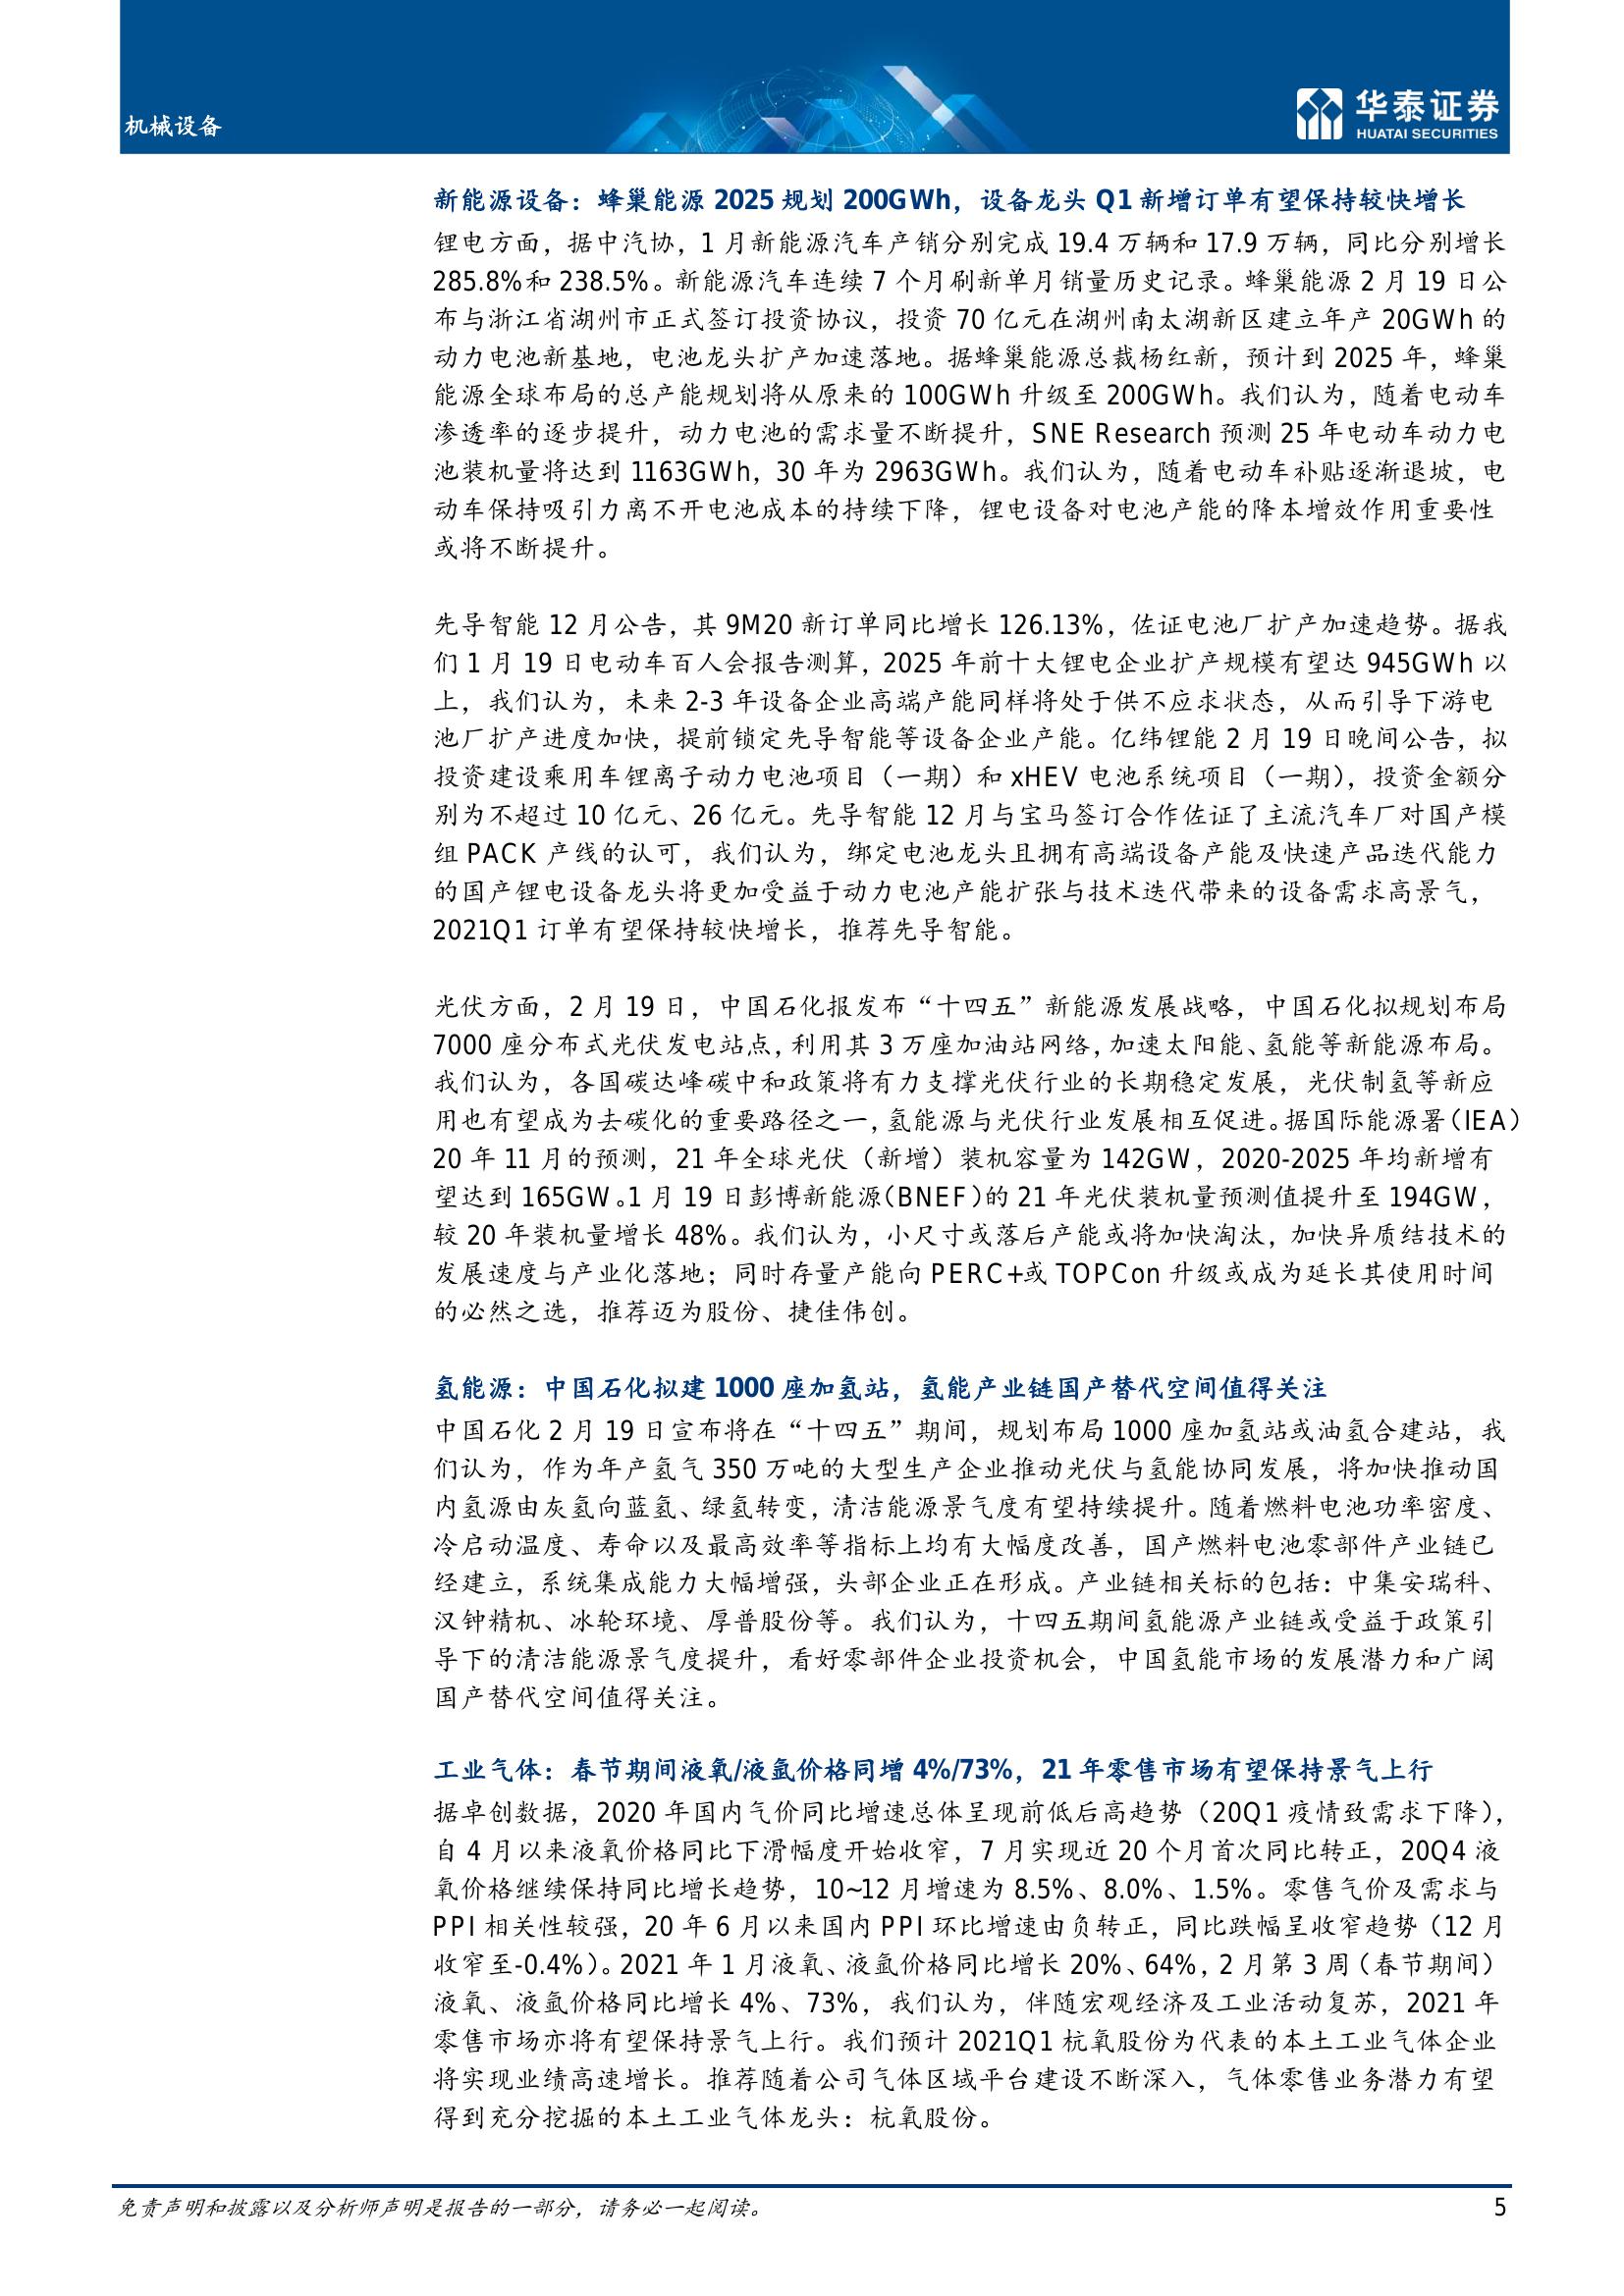 机械设备
华泰证券
HUATAI SECURITIES
新能源设备：蜂巢能源 2025 规划 200GWh，设备龙头 Q1 新增订单有望保持较快增长
锂电方面，据中汽协，1 月新能源汽车产销分别完成 19.4 万辆和 17.9 万辆，同比分别增长
285.8%和 238.5%。新能源汽车连续 7 个月刷新单月销量历史记录。蜂巢能源 2 月 19 日公
布与浙江省湖州市正式签订投资协议，投资 70 亿元在湖州南太湖新区建立年产 20GWh 的
动力电池新基地，电池龙头扩产加速落地。据蜂巢能源总裁杨红新，预计到 2025 年，蜂巢
能源全球布局的总产能规划将从原来的 100GWh 升级至 200GWh。我们认为，随着电动车
渗透率的逐步提升，动力电池的需求量不断提升，SNE Research 预测 25 年电动车动力电
池装机量将达到 1163GWh，30 年为 2963GWh。我们认为，随着电动车补贴逐渐退坡，电
动车保持吸引力离不开电池成本的持续下降，锂电设备对电池产能的降本增效作用重要性
或将不断提升。
先导智能 12 月公告，其 9M20 新订单同比增长 126.13%，佐证电池厂扩产加速趋势。据我
们 1 月 19 日电动车百人会报告测算，2025 年前十大锂电企业扩产规模有望达 945GWh 以
上，我们认为，未来 2-3 年设备企业高端产能同样将处于供不应求状态，从而引导下游电
池厂扩产进度加快，提前锁定先导智能等设备企业产能。亿纬锂能 2 月 19 日晚间公告，拟
投资建设乘用车锂离子动力电池项目（一期）和 xHEV 电池系统项目（一期），投资金额分
别为不超过 10 亿元、26 亿元。先导智能 12 月与宝马签订合作佐证了主流汽车厂对国产模
组 PACK 产线的认可，我们认为，绑定电池龙头且拥有高端设备产能及快速产品迭代能力
的国产锂电设备龙头将更加受益于动力电池产能扩张与技术迭代带来的设备需求高景气，
2021Q1 订单有望保持较快增长，推荐先导智能。
光伏方面，2 月 19 日，中国石化报发布“十四五”新能源发展战略，中国石化拟规划布局
7000 座分布式光伏发电站点，利用其 3 万座加油站网络，加速太阳能、氢能等新能源布局。
我们认为，各国碳达峰碳中和政策将有力支撑光伏行业的长期稳定发展，光伏制氢等新应
用也有望成为去碳化的重要路径之一，氢能源与光伏行业发展相互促进。据国际能源署（IEA）
20 年 11 月的预测，21 年全球光伏（新增）装机容量为 142GW，2020-2025 年均新增有
望达到 165GW。1 月 19 日彭博新能源（BNEF）的 21 年光伏装机量预测值提升至 194GW，
较 20 年装机量增长 48%。我们认为，小尺寸或落后产能或将加快淘汰，加快异质结技术的
发展速度与产业化落地；同时存量产能向 PERC+或 TOPCon 升级或成为延长其使用时间
的必然之选，推荐迈为股份、捷佳伟创。
氢能源：中国石化拟建 1000 座加氢站，氢能产业链国产替代空间值得关注
中国石化 2 月 19 日宣布将在“十四五”期间，规划布局 1000 座加氢站或油氢合建站，我
们认为，作为年产氢气 350 万吨的大型生产企业推动光伏与氢能协同发展，将加快推动国
内氢源由灰氢向蓝氢、绿氢转变，清洁能源景气度有望持续提升。随着燃料电池功率密度、
冷启动温度、寿命以及最高效率等指标上均有大幅度改善，国产燃料电池零部件产业链已
经建立，系统集成能力大幅增强，头部企业正在形成。产业链相关标的包括：中集安瑞科、
汉钟精机、冰轮环境、厚普股份等。我们认为，十四五期间氢能源产业链或受益于政策引
导下的清洁能源景气度提升，看好零部件企业投资机会，中国氢能市场的发展潜力和广阔
国产替代空间值得关注。
工业气体：春节期间液氧/液氩价格同增 4%/73%，21 年零售市场有望保持景气上行
据卓创数据，2020 年国内气价同比增速总体呈现前低后高趋势（20Q1 疫情致需求下降），
自 4 月以来液氧价格同比下滑幅度开始收窄，7 月实现近 20 个月首次同比转正，20Q4 液
氧价格继续保持同比增长趋势，10~12 月增速为 8.5%、8.0%、1.5%。零售气价及需求与
PPI 相关性较强，20 年 6 月以来国内 PPI 环比增速由负转正，同比跌幅呈收窄趋势（12 月
收窄至-0.4%）。2021 年 1 月液氧、液氩价格同比增长 20%、64%，2 月第 3 周（春节期间）
液氧、液氩价格同比增长 4%、73%，我们认为，伴随宏观经济及工业活动复苏，2021 年
零售市场亦将有望保持景气上行。我们预计 2021Q1 杭氧股份为代表的本土工业气体企业
将实现业绩高速增长。推荐随着公司气体区域平台建设不断深入，气体零售业务潜力有望
得到充分挖掘的本土工业气体龙头：杭氧股份。
免责声明和披露以及分析师声明是报告的一部分，请务必一起阅读。
5